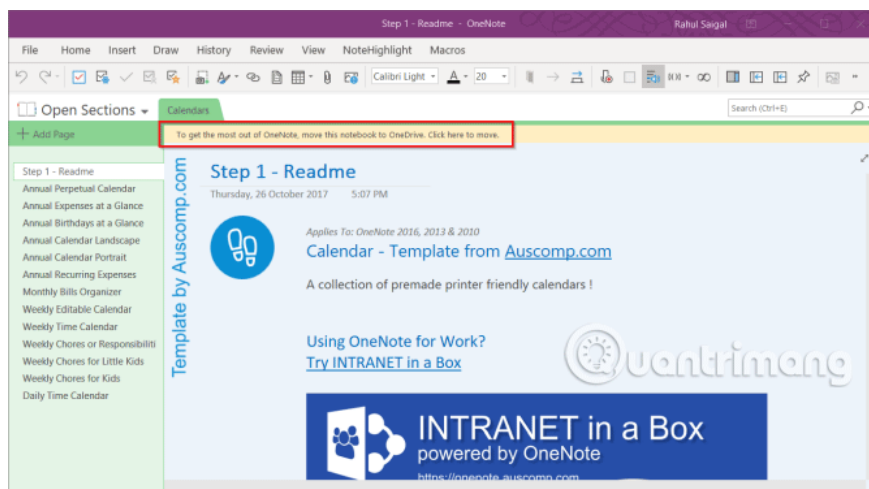 Step 1 - Readme - OneNote
Rahul Saigal
File Home Insert Draw History Review View NoteHighlight Macros
Calibri Light A 20
Open Sections
Calendars
Search (Ctrl+E)
Add Page
To get the most out of OneNote, move this notebook to OneDrive. Click here to move.
Step 1 - Readme
Annual Perpetual Calendar
Annual Expenses at a Glance
Annual Birthdays at a Glance
Annual Calendar Landscape
Annual Calendar Portrait
Annual Recurring Expenses
Monthly Bills Organizer
Weekly Editable Calendar
Weekly Time Calendar
Weekly Chores or Responsibiliti
Weekly Chores for Little Kids
Weekly Chores for Kids
Daily Time Calendar
Template by Auscomp.com
Step 1 - Readme
Thursday, 26 October 2017 5:07 PM
Applies To: OneNote 2016, 2013 & 2010
Calendar - Template from Auscomp.com
A collection of premade printer friendly calendars !
Using OneNote for Work?
Try INTRANET in a Box
Quantrimang
INTRANET in a Box
powered by OneNote
https://onenote.auscomp.com